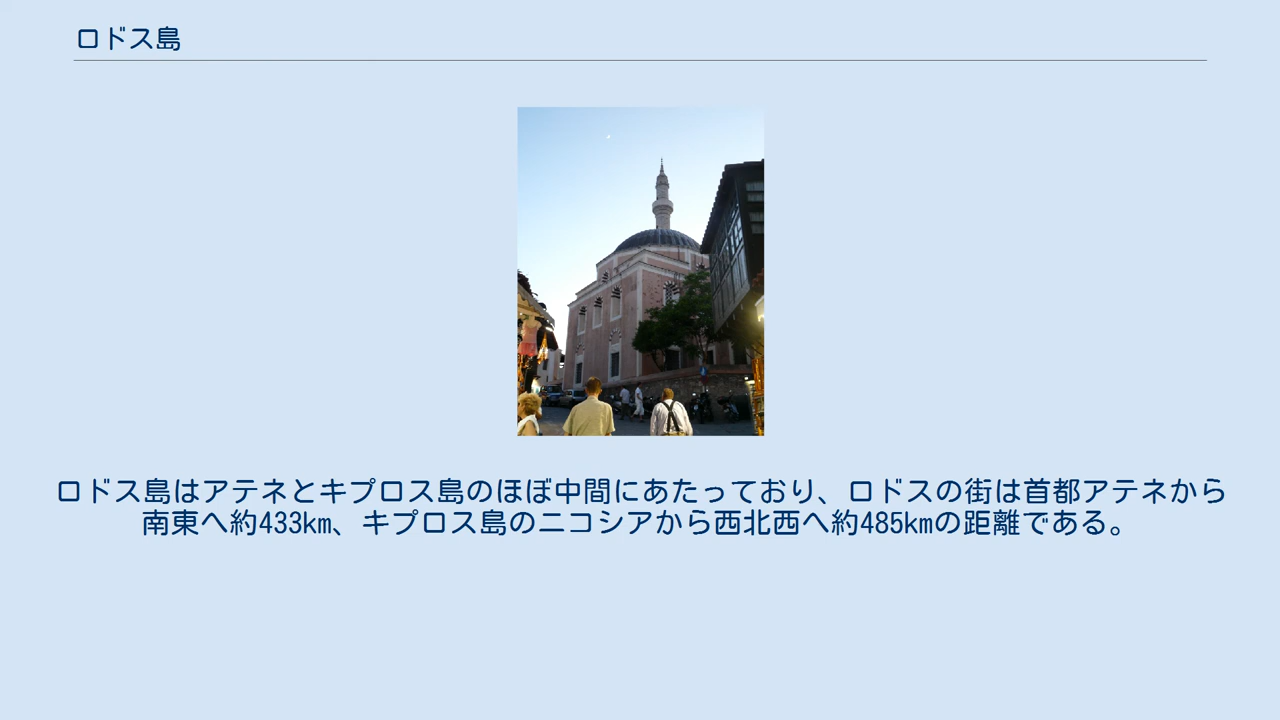 ロドス島
ロドス島はアテネとキプロス島のほぼ中間にあたっており、ロドスの街は首都アテネから
南東へ約433km、キプロス島のニコシアから西北西へ約485kmの距離である。